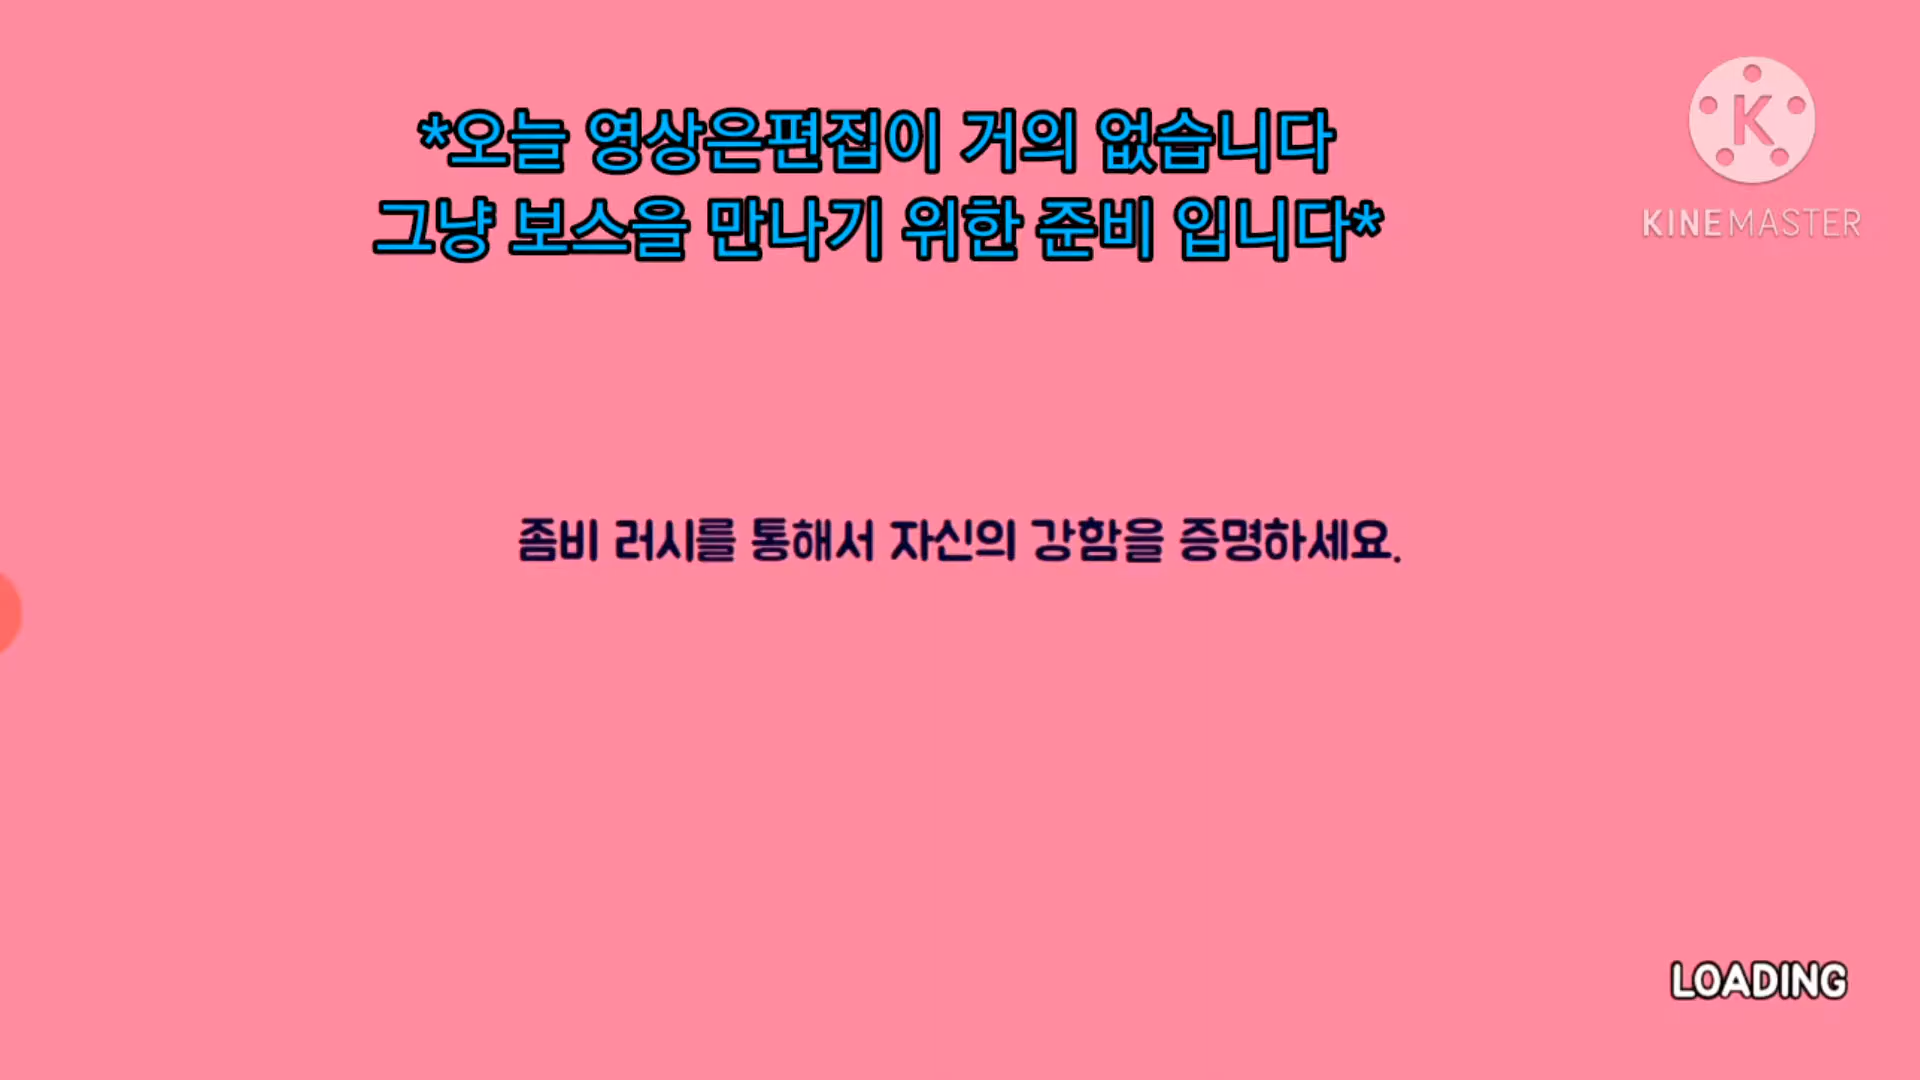 *오늘 영상은편집이 거의 없습니다
그냥 보스을 만나기 위한 준비 입니다*
K
KINEMASTER
좀비 러시를 통해서 자신의 강함을 증명하세요.
LOADING